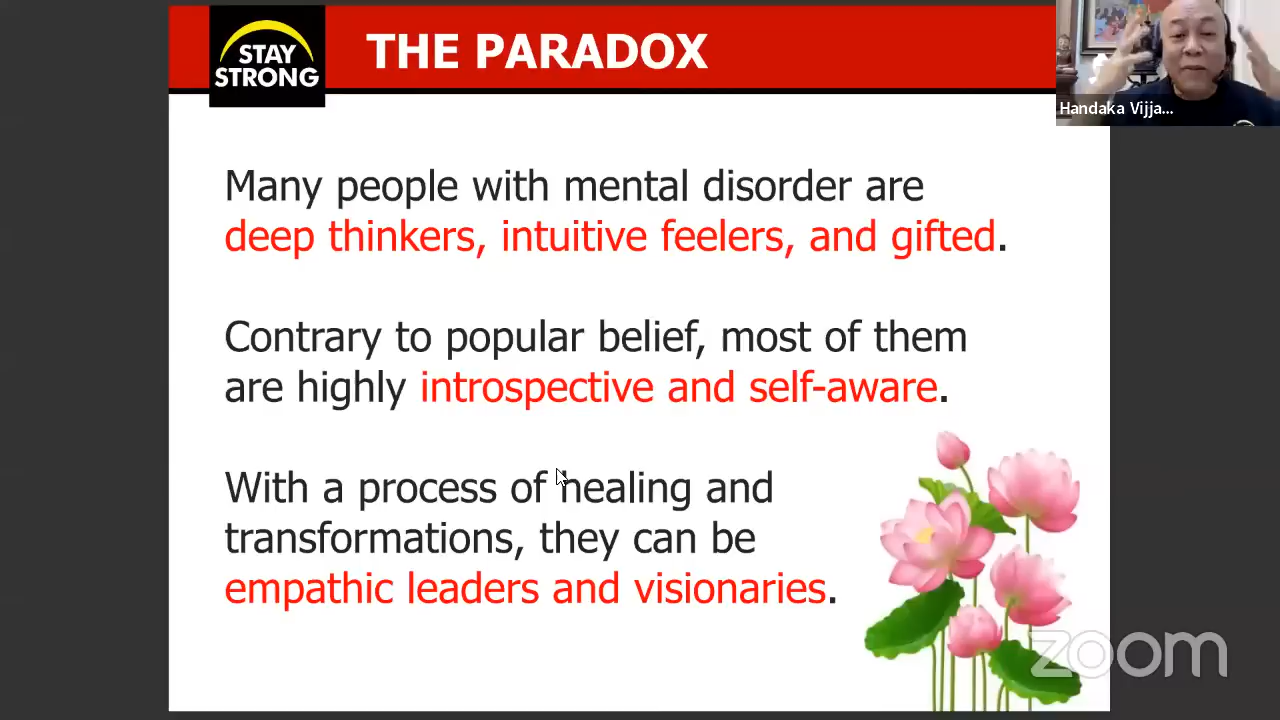 STAY
STRONG
THE PARADOX
Handaka Vijja...
Many people with mental disorder are
deep thinkers, intuitive feelers, and gifted.
Contrary to popular belief, most of them
are highly introspective and self-aware.
With a process of healing and
transformations, they can be
empathic leaders and visionaries.
zoom